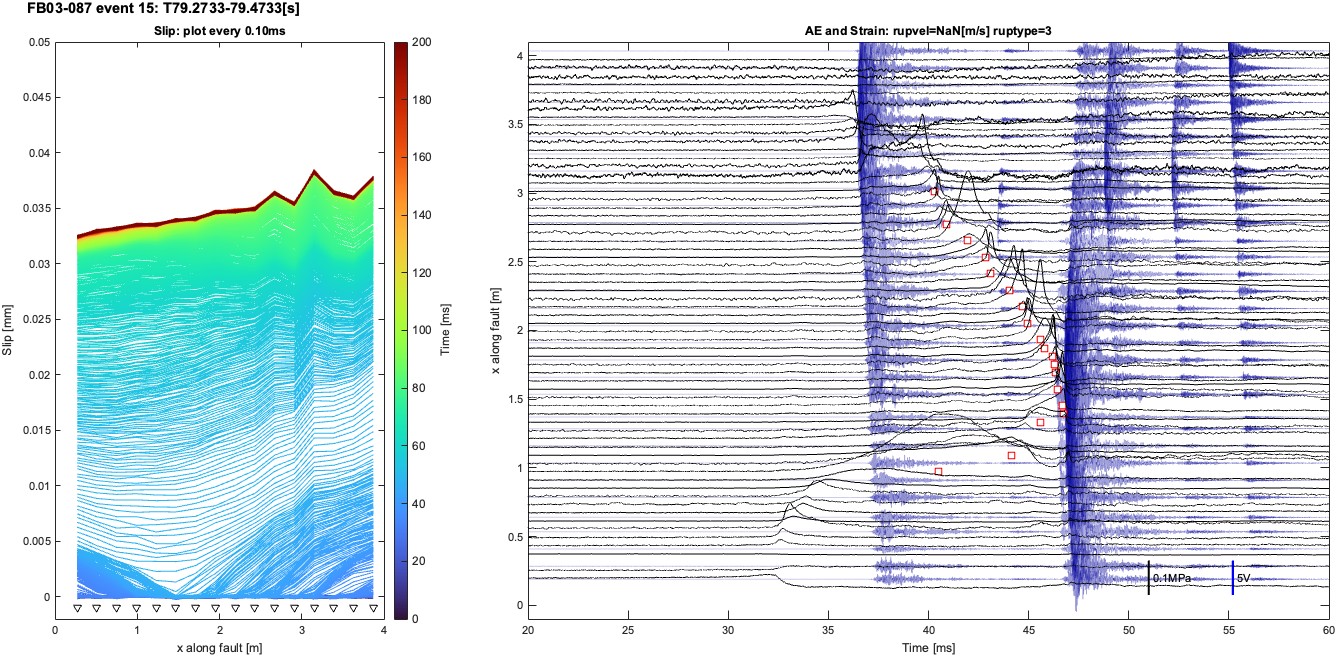 FB03-087 event 15: T79.2733-79.4733[s]
Slip: plot every 0.10ms
0.05
0.045
0.04
0.035
0.03
0.025
0.02
0.015
0.01
0.005
0
Slip [mm]
0 1 2 3 4
x along fault [m]
200
180
160
140
120
100
80
60
40
20
0
Time [ms]
AE and Strain: rupvel=NaN[m/s] ruptype=3
4
3.5
3
2.5
2
1.5
1
0.5
0
x along fault [m]
0.1MPa
5V
20 25 30 35 40 45 50 55 60
Time [ms]